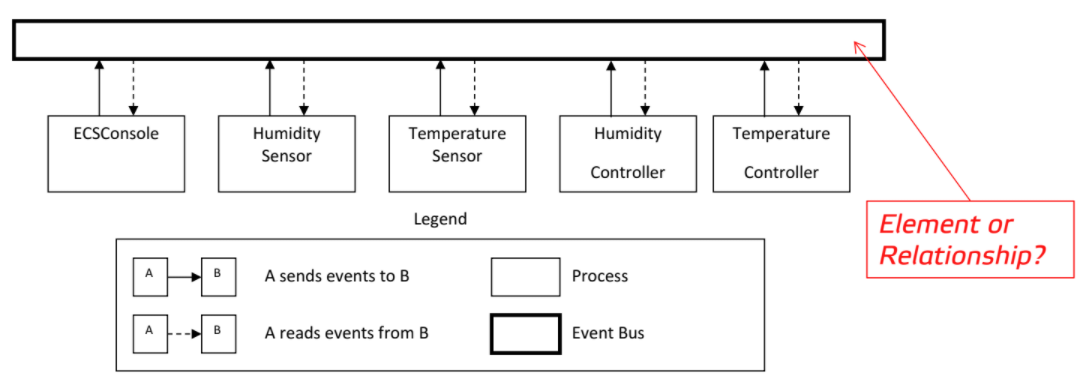 ECSConsole
Humidity
Sensor
Temperature
Sensor
Humidity
Controller
Temperature
Controller
Element or
Relationship?
Legend
A
B
A sends events to B
Process
A
B
A reads events from B
Event Bus